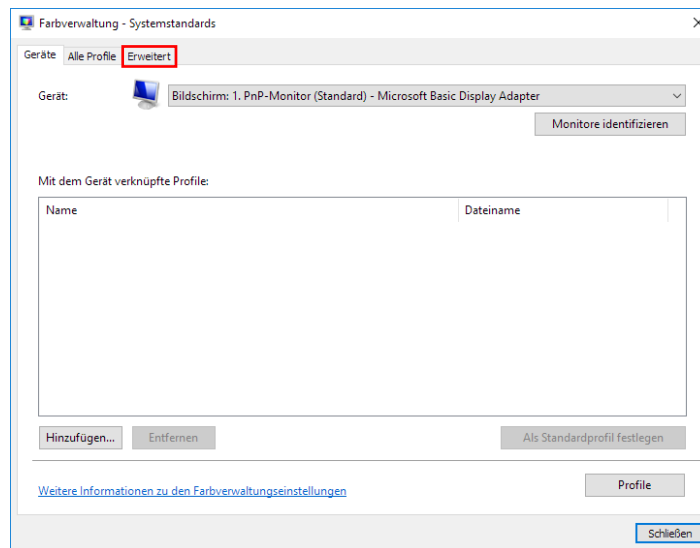 Farbverwaltung - Systemstandards
Geräte Alle Profile Erweitert
Gerät: Bildschirm: 1. PnP-Monitor (Standard) - Microsoft Basic Display Adapter
Monitore identifizieren
Mit dem Gerät verknüpfte Profile:
Name Dateiname
Hinzufügen... Entfernen Als Standardprofil festlegen
Weitere Informationen zu den Farbverwaltungseinstellungen Profile
Schließen